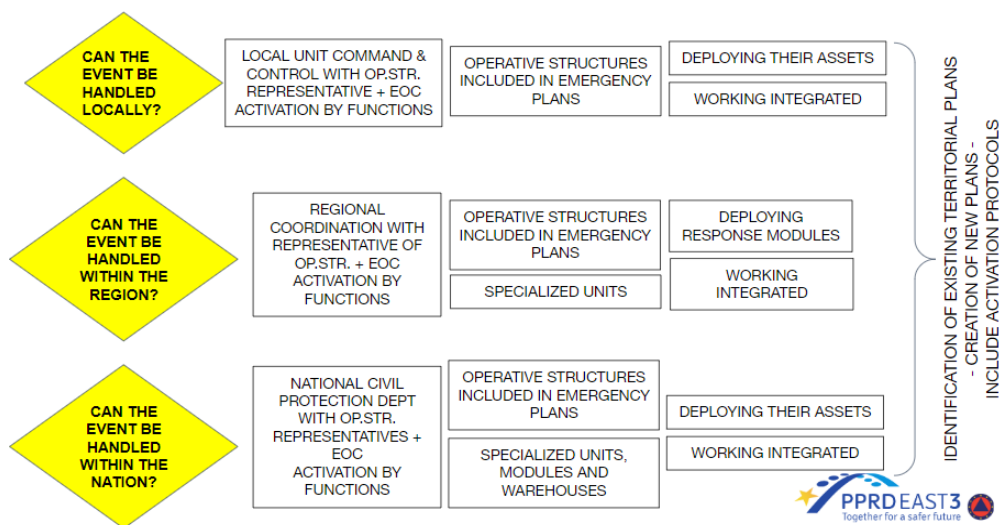 CAN THE
EVENT BE
HANDLED
LOCALLY?
LOCAL UNIT COMMAND &
CONTROL WITH OP.STR.
REPRESENTATIVE + EOC
ACTIVATION BY FUNCTIONS
OPERATIVE STRUCTURES
INCLUDED IN EMERGENCY
PLANS
DEPLOYING THEIR ASSETS
WORKING INTEGRATED
CAN THE
EVENT BE
HANDLED
WITHIN THE
REGION?
REGIONAL
COORDINATION WITH
REPRESENTATIVE OF
OP.STR. + EOC
ACTIVATION BY
FUNCTIONS
OPERATIVE STRUCTURES
INCLUDED IN EMERGENCY
PLANS
SPECIALIZED UNITS
DEPLOYING
RESPONSE MODULES
WORKING
INTEGRATED
CAN THE
EVENT BE
HANDLED
WITHIN THE
NATION?
NATIONAL CIVIL
PROTECTION DEPT
WITH OP.STR.
REPRESENTATIVES +
EOC
ACTIVATION BY
FUNCTIONS
OPERATIVE STRUCTURES
INCLUDED IN EMERGENCY
PLANS
SPECIALIZED UNITS,
MODULES AND
WAREHOUSES
DEPLOYING THEIR ASSETS
WORKING INTEGRATED
IDENTIFICATION OF EXISTING TERRITORIAL PLANS
- CREATION OF NEW PLANS -
INCLUDE ACTIVATION PROTOCOLS
PPRD EAST 3
Together for a safer future